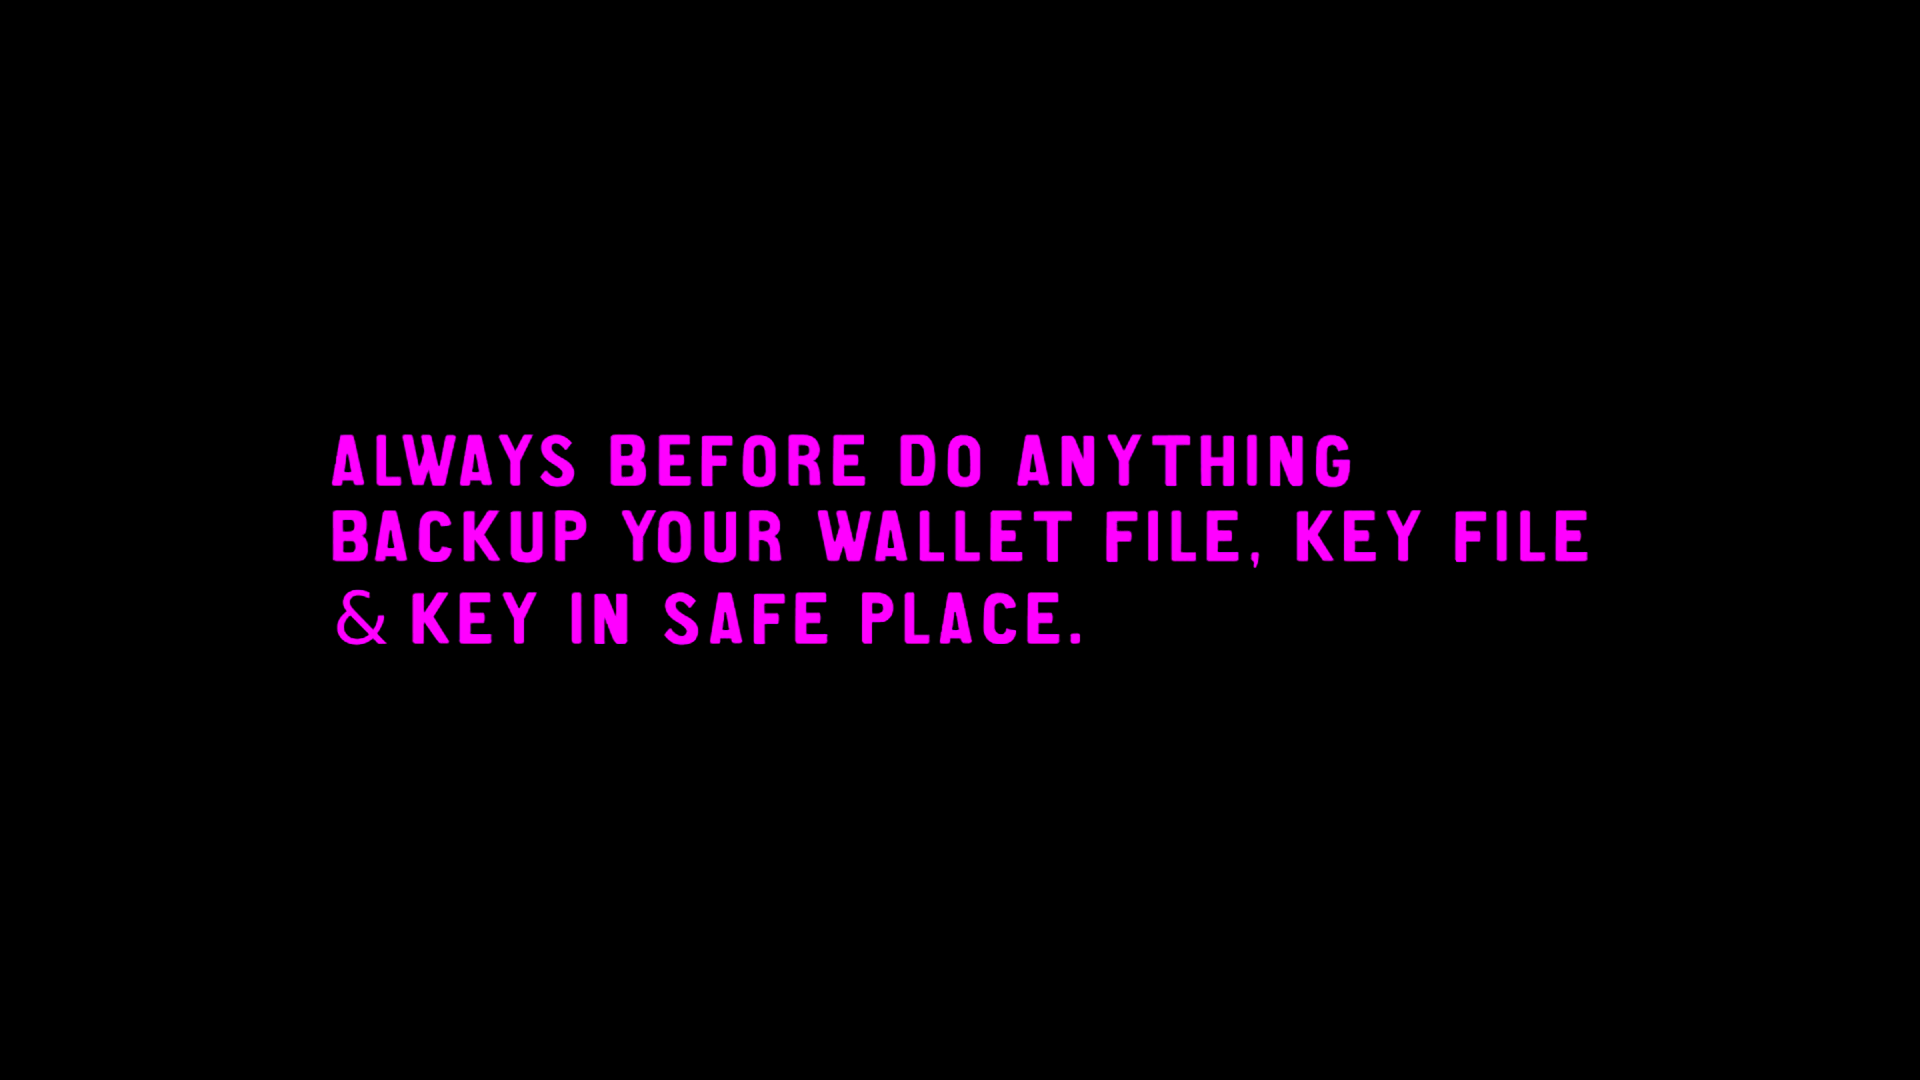 ALWAYS BEFORE DO ANYTHING
BACKUP YOUR WALLET FILE, KEY FILE
& KEY IN SAFE PLACE.